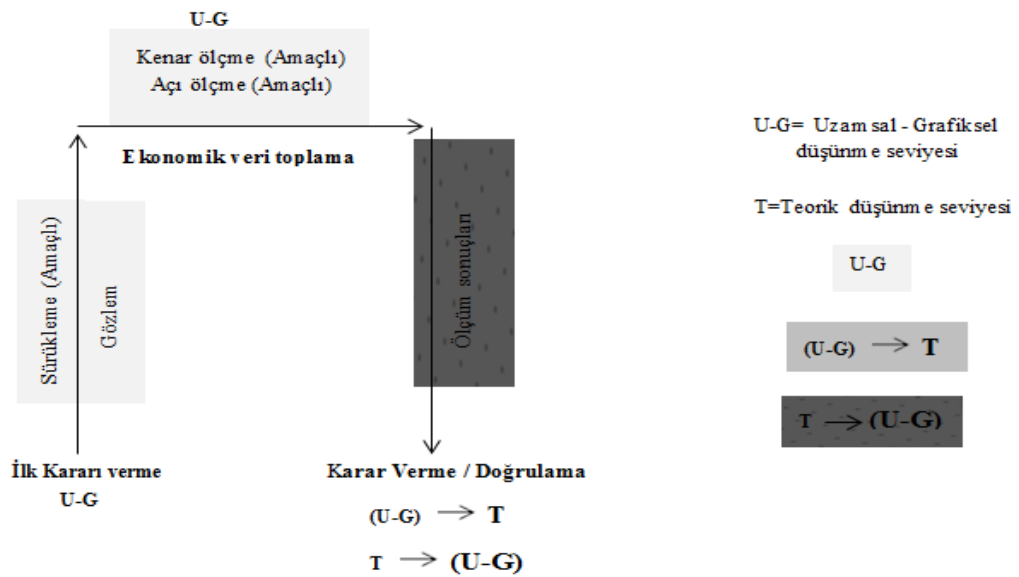 U-G
Kenar ölçme (Amaçlı)
Açı ölçme (Amaçlı)
Ekonomik veri toplama
Sürükleme (Amaçlı)
Gözlem
Ölçüm sonuçları
İlk Kararı verme
U-G
Karar Verme / Doğrulama
(U-G) → T
T → (U-G)
U-G= Uzamsal - Grafiksel
düşünme seviyesi
T=Teorik düşünme seviyesi
U-G
(U-G) → T
T → (U-G)